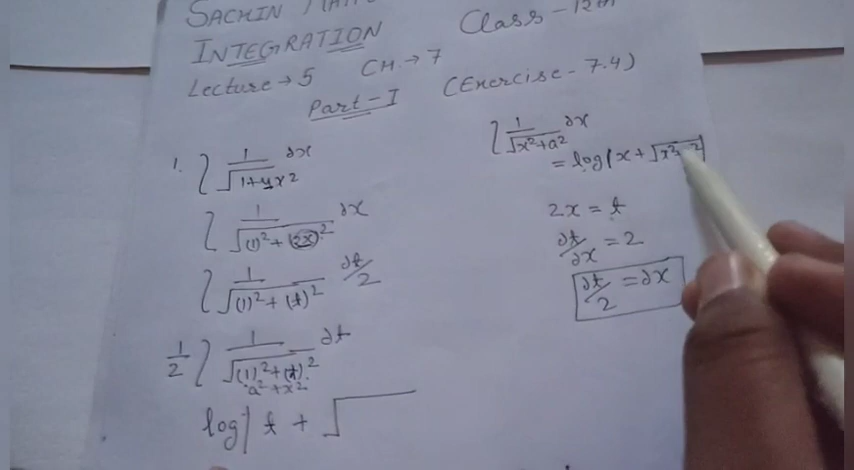 SACHIN
INTEGRATION Class - 12th
Lecture → 5 CH. → 7
Part - I (Exercise - 7.4)
1. ∫ 1/√(1+4x²) dx
∫ 1/√((1)²+(2x)²) dx
∫ 1/√((1)²+(t)²) dt/2
1/2 ∫ 1/√((1)²+(t)²) dt
a²+x²
log| t + √
∫ 1/√(x²+a²) dx
= log|x + √
2x = t
dt/dx = 2
dt/2 = dx